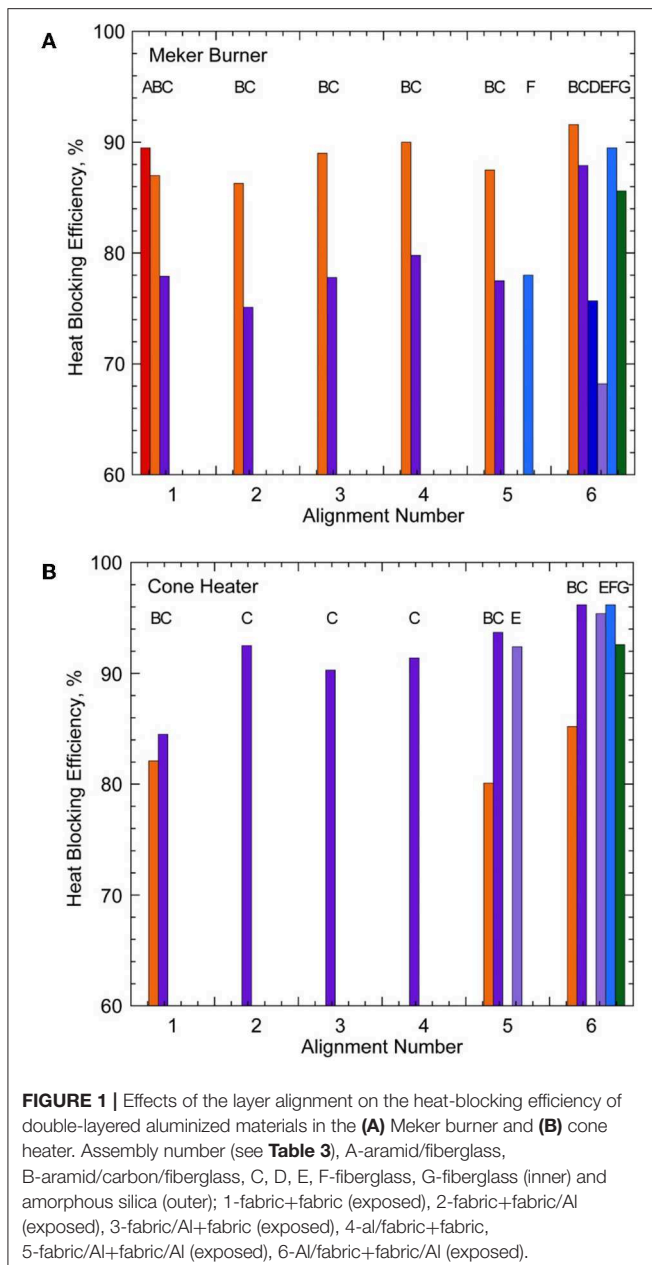 A
Meker Burner
100
ABC BC BC BC BC F BCDEFG
90
80
70
60
Heat Blocking Efficiency, %
1 2 3 4 5 6
Alignment Number
B
Cone Heater
100
BC C C C BC E BC EFG
90
80
70
60
Heat Blocking Efficiency, %
1 2 3 4 5 6
Alignment Number
FIGURE 1 | Effects of the layer alignment on the heat-blocking efficiency of
double-layered aluminized materials in the (A) Meker burner and (B) cone
heater. Assembly number (see Table 3), A-aramid/fiberglass,
B-aramid/carbon/fiberglass, C, D, E, F-fiberglass, G-fiberglass (inner) and
amorphous silica (outer); 1-fabric+fabric (exposed), 2-fabric+fabric/Al
(exposed), 3-fabric/Al+fabric (exposed), 4-al/fabric+fabric,
5-fabric/Al+fabric/Al (exposed), 6-Al/fabric+fabric/Al (exposed).